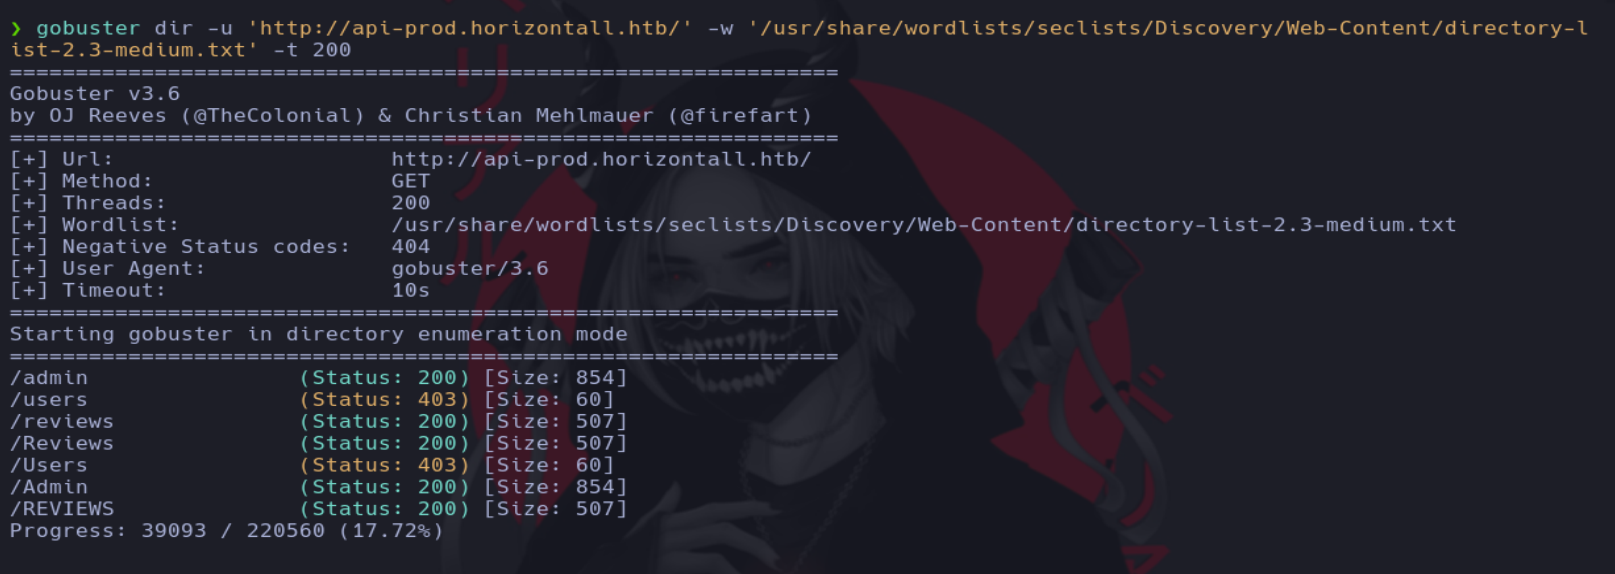 ❯ gobuster dir -u 'http://api-prod.horizontall.htb/' -w '/usr/share/wordlists/seclists/Discovery/Web-Content/directory-l
ist-2.3-medium.txt' -t 200
===============================================================
Gobuster v3.6
by OJ Reeves (@TheColonial) & Christian Mehlmauer (@firefart)
===============================================================
[+] Url:                     http://api-prod.horizontall.htb/
[+] Method:                  GET
[+] Threads:                 200
[+] Wordlist:                /usr/share/wordlists/seclists/Discovery/Web-Content/directory-list-2.3-medium.txt
[+] Negative Status codes:   404
[+] User Agent:              gobuster/3.6
[+] Timeout:                 10s
===============================================================
Starting gobuster in directory enumeration mode
===============================================================
/admin                (Status: 200) [Size: 854]
/users                (Status: 403) [Size: 60]
/reviews              (Status: 200) [Size: 507]
/Reviews              (Status: 200) [Size: 507]
/Users                (Status: 403) [Size: 60]
/Admin                (Status: 200) [Size: 854]
/REVIEWS              (Status: 200) [Size: 507]
Progress: 39093 / 220560 (17.72%)